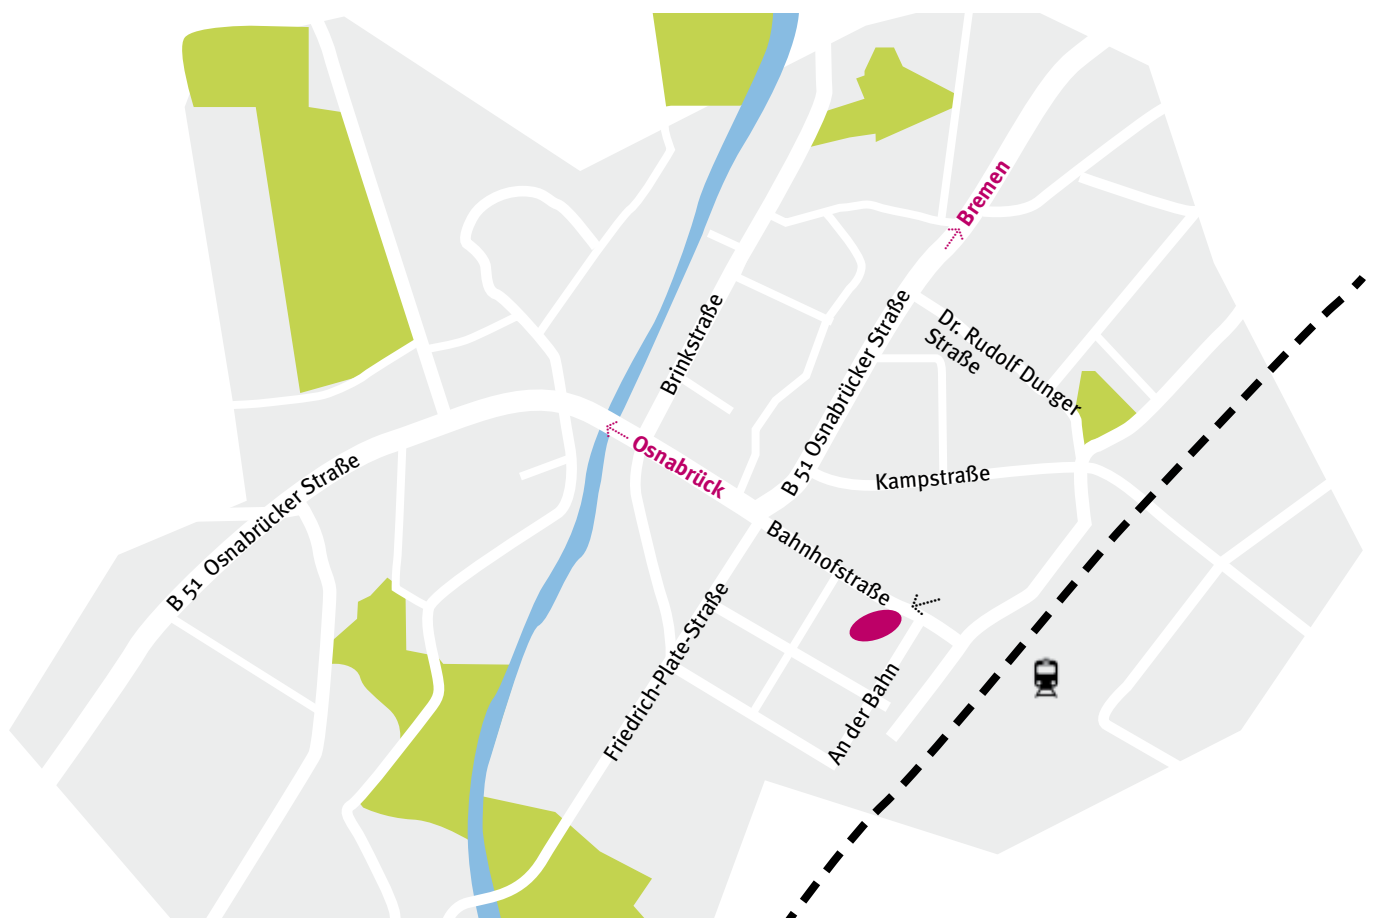 Bremen
Brinkstraße
B 51 Osnabrücker Straße
Dr. Rudolf Dunger
Straße
Osnabrück
Kampstraße
B 51 Osnabrücker Straße
Bahnhofstraße
Friedrich-Plate-Straße
An der Bahn